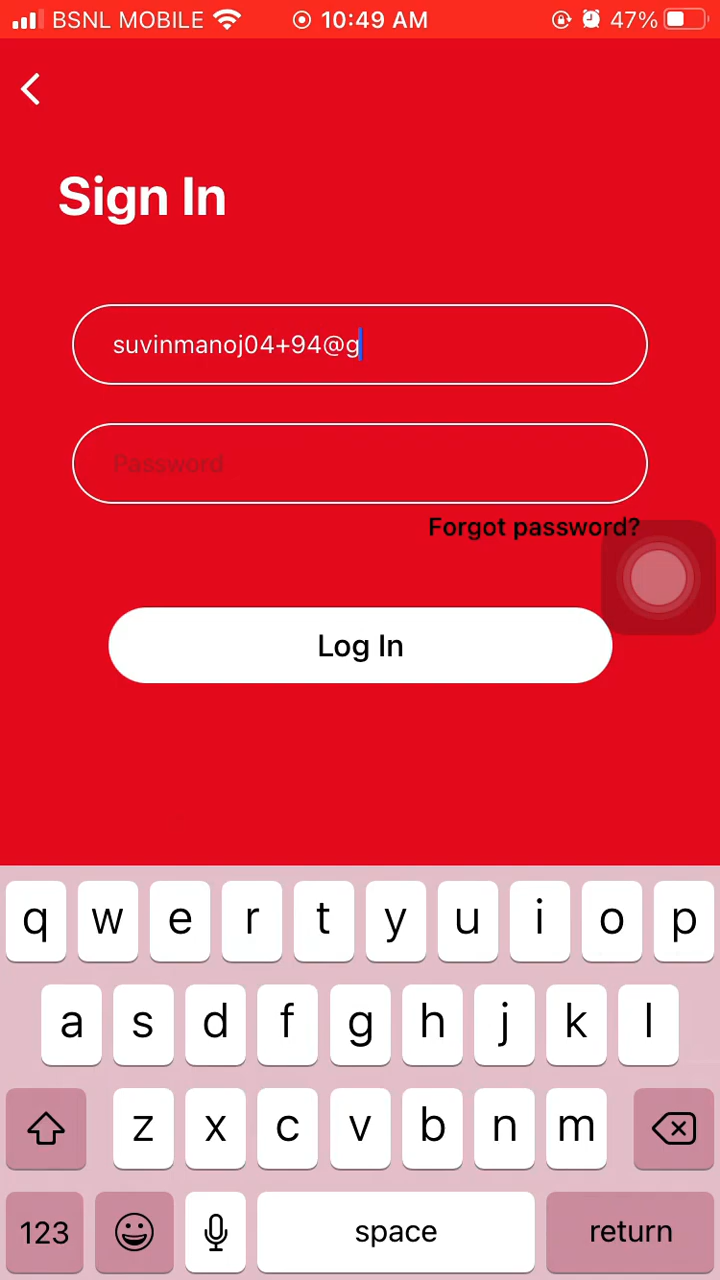 BSNL MOBILE 10:49 AM 47%
Sign In
suvinmanoj04+94@g
Password
Forgot password?
Log In
q w e r t y u i o p
a s d f g h j k l
z x c v b n m
123 space return